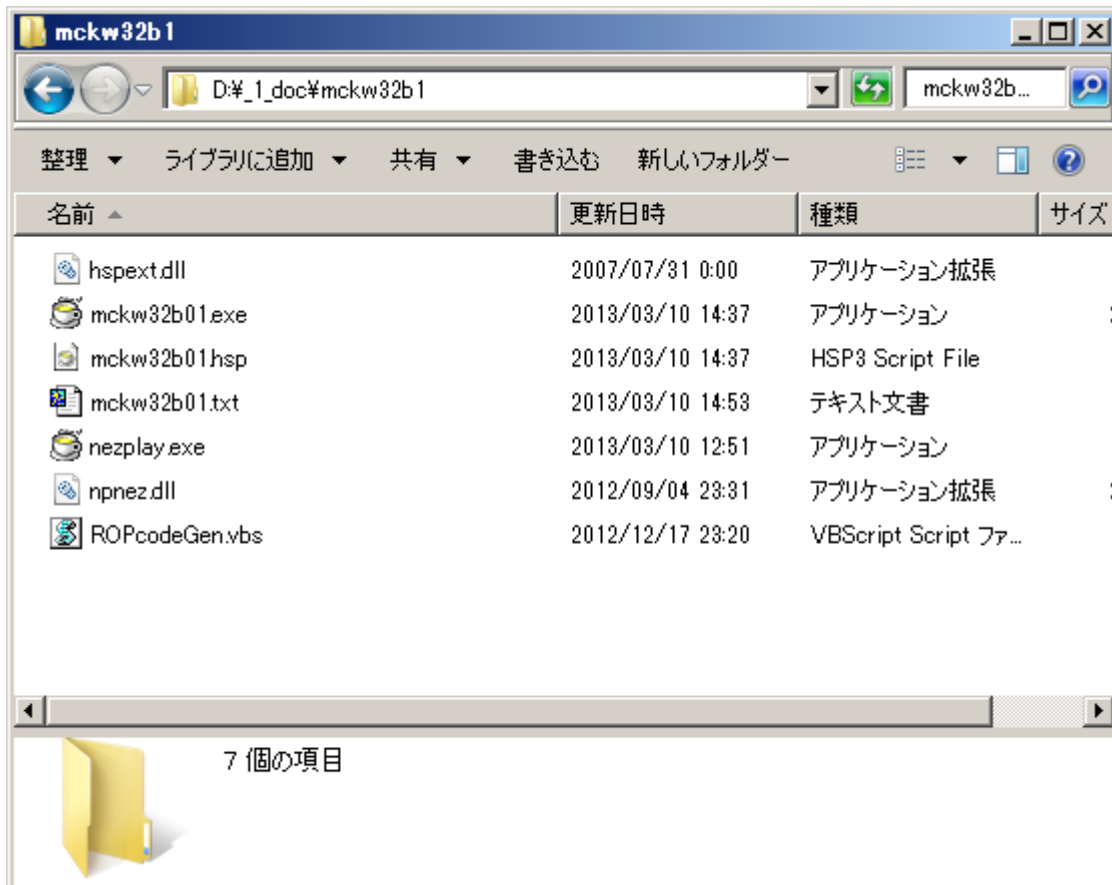 mckw32b1
D:¥_1_doc¥mckw32b1
mckw32b...
整理 ライブラリに追加 共有 書き込む 新しいフォルダー
名前 更新日時 種類 サイズ
hspext.dll 2007/07/31 0:00 アプリケーション拡張
mckw32b01.exe 2013/03/10 14:37 アプリケーション
mckw32b01.hsp 2013/03/10 14:37 HSP3 Script File
mckw32b01.txt 2013/03/10 14:53 テキスト文書
nezplay.exe 2013/03/10 12:51 アプリケーション
npnez.dll 2012/09/04 23:31 アプリケーション拡張
ROPcodeGen.vbs 2012/12/17 23:20 VBScript Script ファ...
7 個の項目